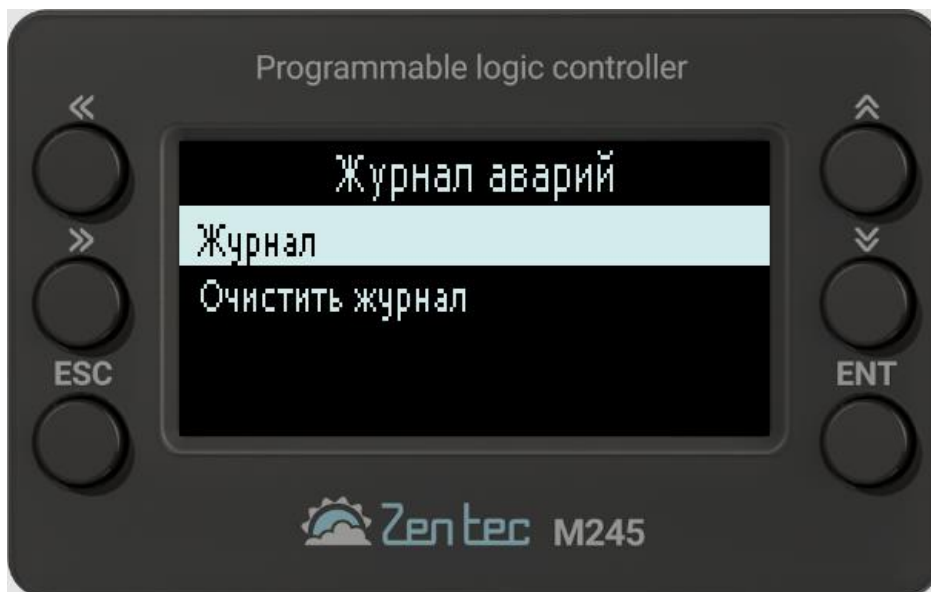 Programmable logic controller
Журнал аварий
Журнал
Очистить журнал
ESC
ENT
Zentec M245